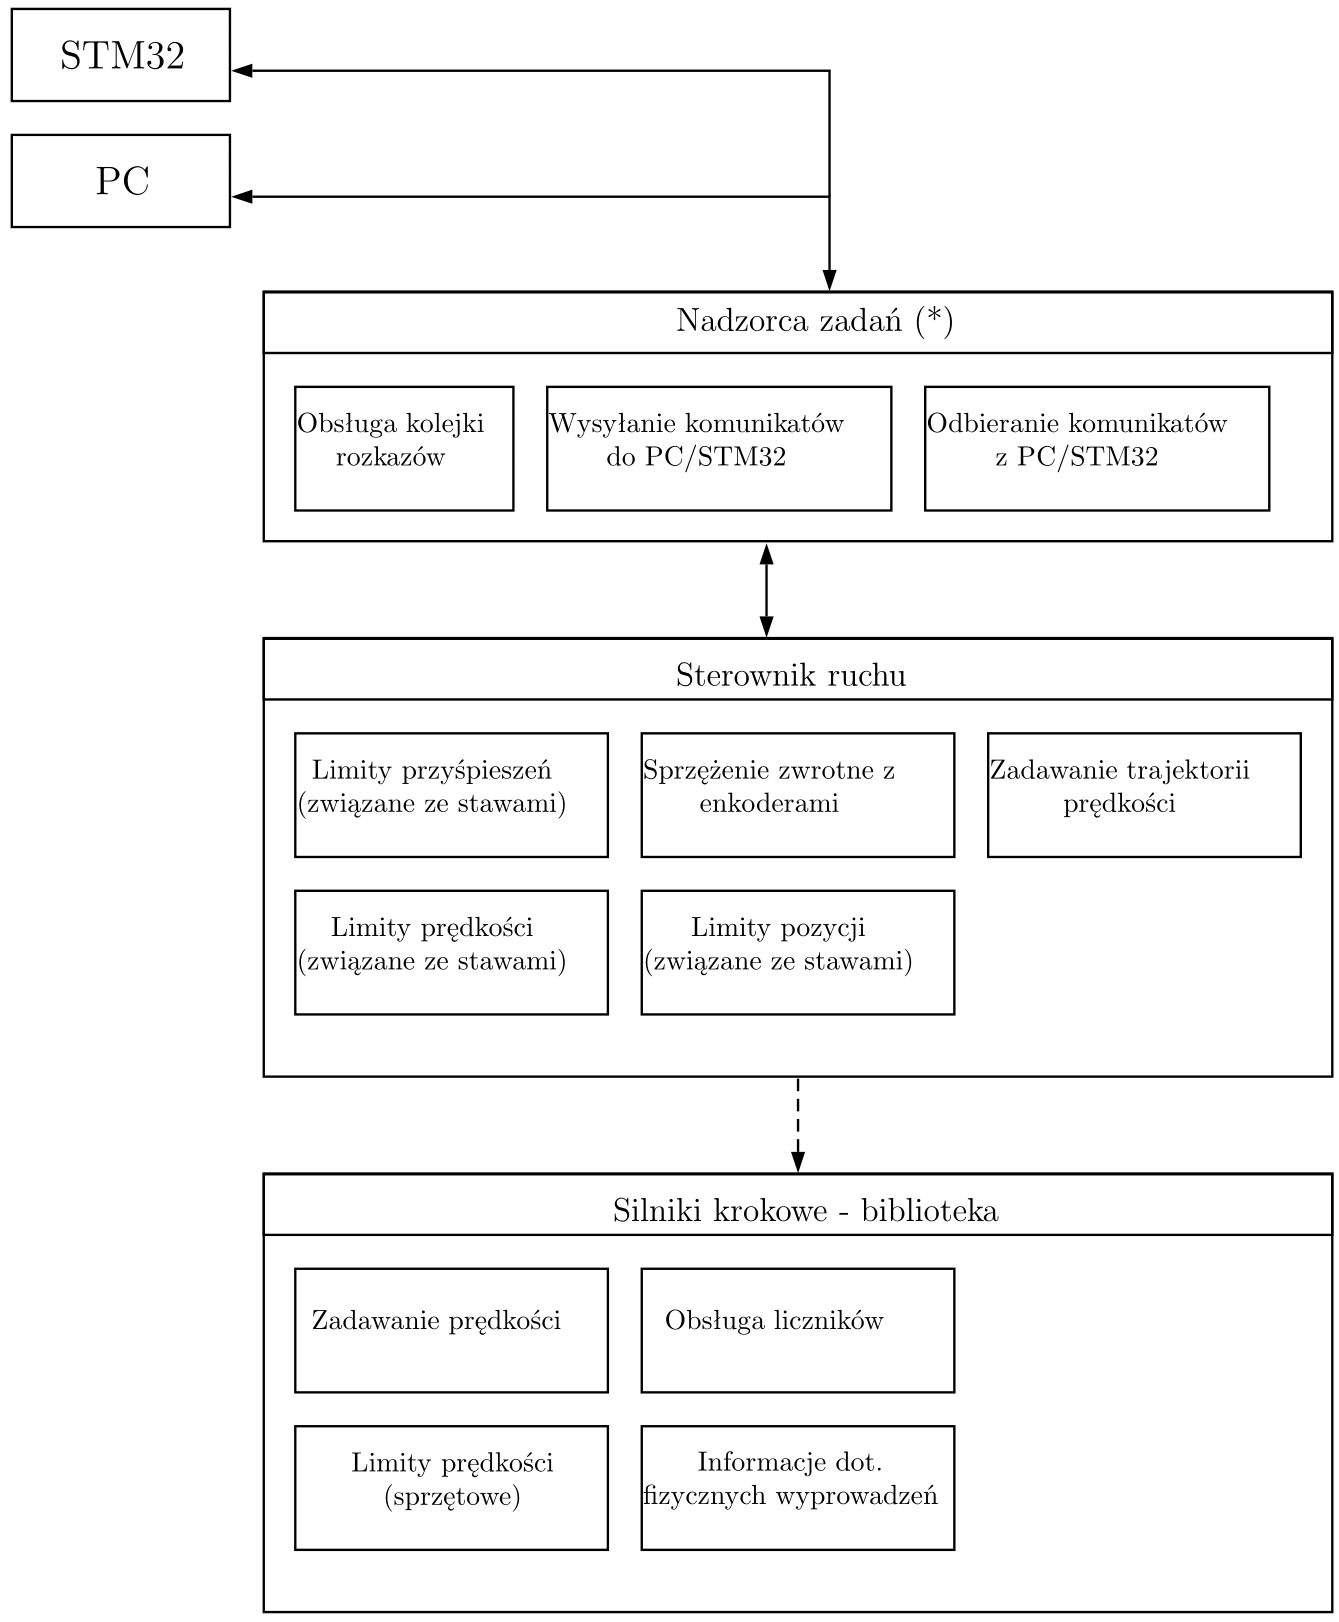 STM32
PC
Nadzorca zadań (*)
Obsługa kolejki
rozkazów
Wysyłanie komunikatów
do PC/STM32
Odbieranie komunikatów
z PC/STM32
Sterownik ruchu
Limity przyśpieszeń
(związane ze stawami)
Sprzężenie zwrotne z
enkoderami
Zadawanie trajektorii
prędkości
Limity prędkości
(związane ze stawami)
Limity pozycji
(związane ze stawami)
Silniki krokowe - biblioteka
Zadawanie prędkości
Obsługa liczników
Limity prędkości
(sprzętowe)
Informacje dot.
fizycznych wyprowadzeń